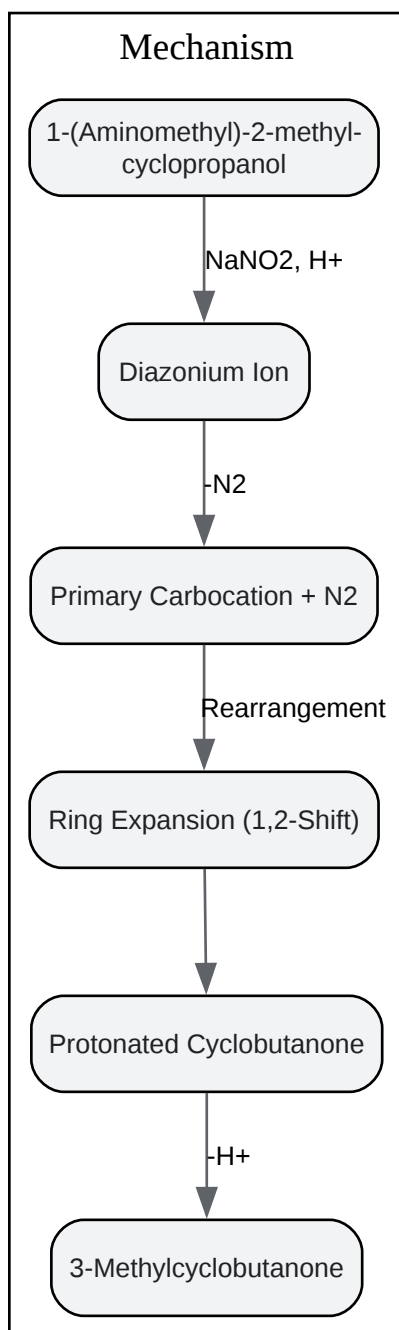 Mechanism
1-(Aminomethyl)-2-methyl-
cyclopropanol
NaNO2, H+
Diazonium Ion
-N2
Primary Carbocation + N2
Rearrangement
Ring Expansion (1,2-Shift)
Protonated Cyclobutanone
-H+
3-Methylcyclobutanone